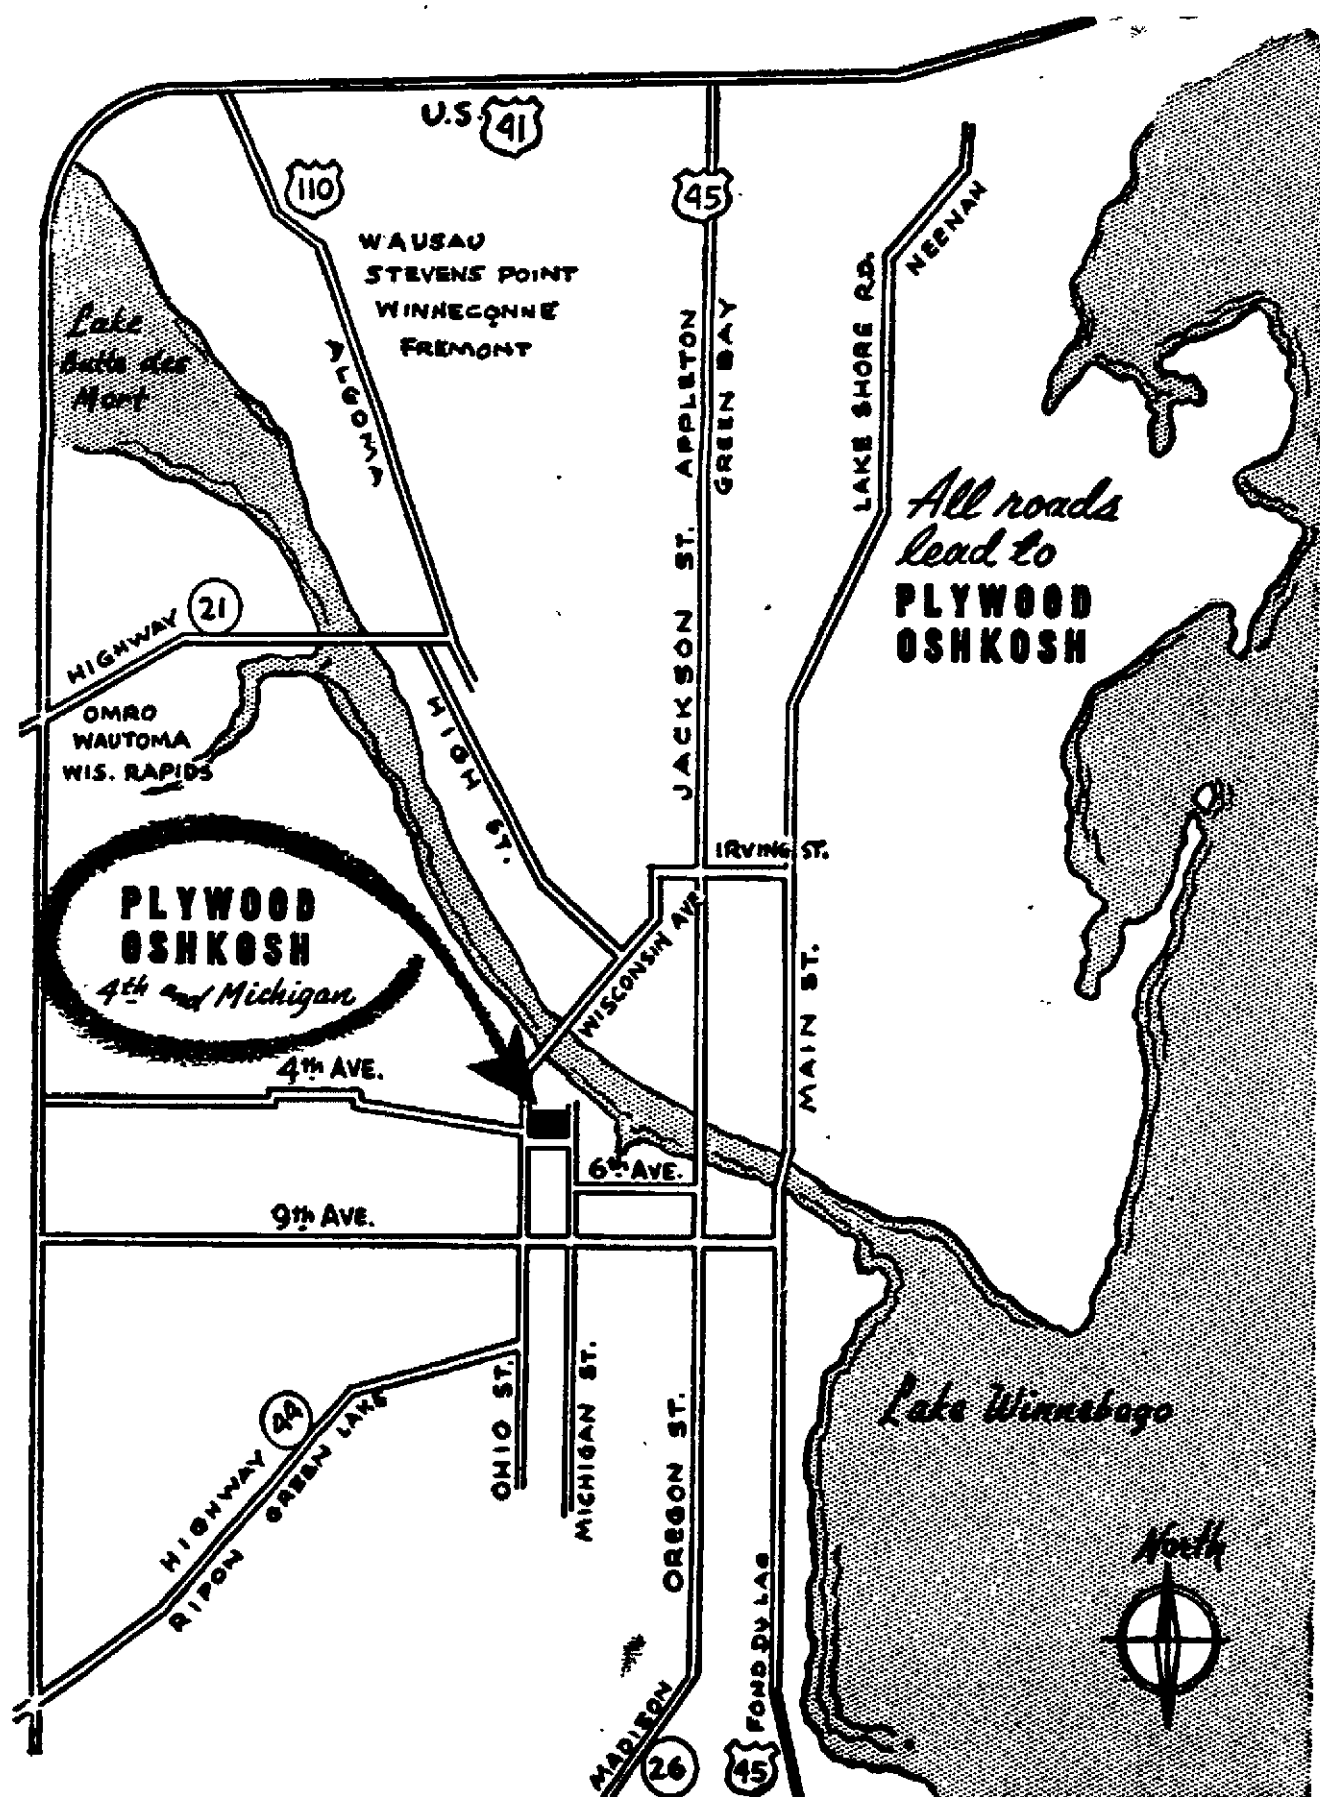 U.S. 41
110
45
WAUSAU
STEVENS POINT
WINNECONNE
FREMONT
NEENAH
LAKE SHORE RD.
Lake
Butte des
Mort
ALGOMA
APPLETON
GREEN BAY
JACKSON ST.
All roads
lead to
PLYWOOD
OSHKOSH
HIGHWAY 21
OMRO
WAUTOMA
WIS. RAPIDS
HIGH ST.
IRVING ST.
WISCONSIN AVE
MAIN ST.
PLYWOOD
OSHKOSH
4th and Michigan
4th AVE.
6th AVE.
9th AVE.
OHIO ST.
MICHIGAN ST.
OREGON ST.
HIGHWAY 44
RIPON GREEN LAKE
Lake Winnebago
North
MADISON
26
FOND DU LAC
45